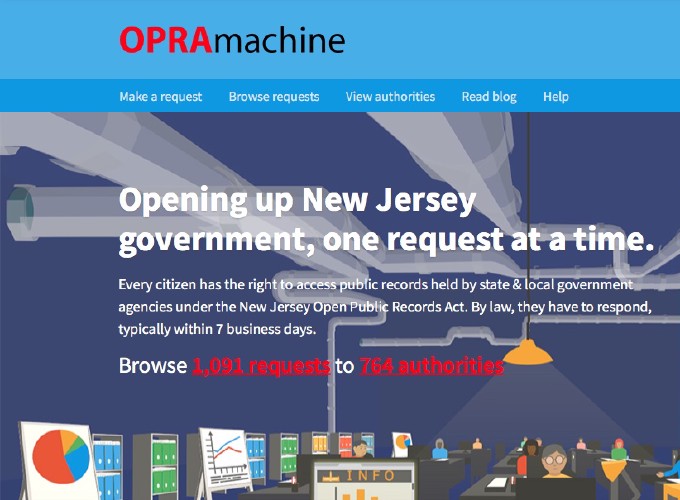 OPRAmachine
Make a request Browse requests View authorities Read blog Help
Opening up New Jersey
government, one request at a time.
Every citizen has the right to access public records held by state & local government
agencies under the New Jersey Open Public Records Act. By law, they have to respond,
typically within 7 business days.
Browse 1,091 requests to 764 authorities
INFO